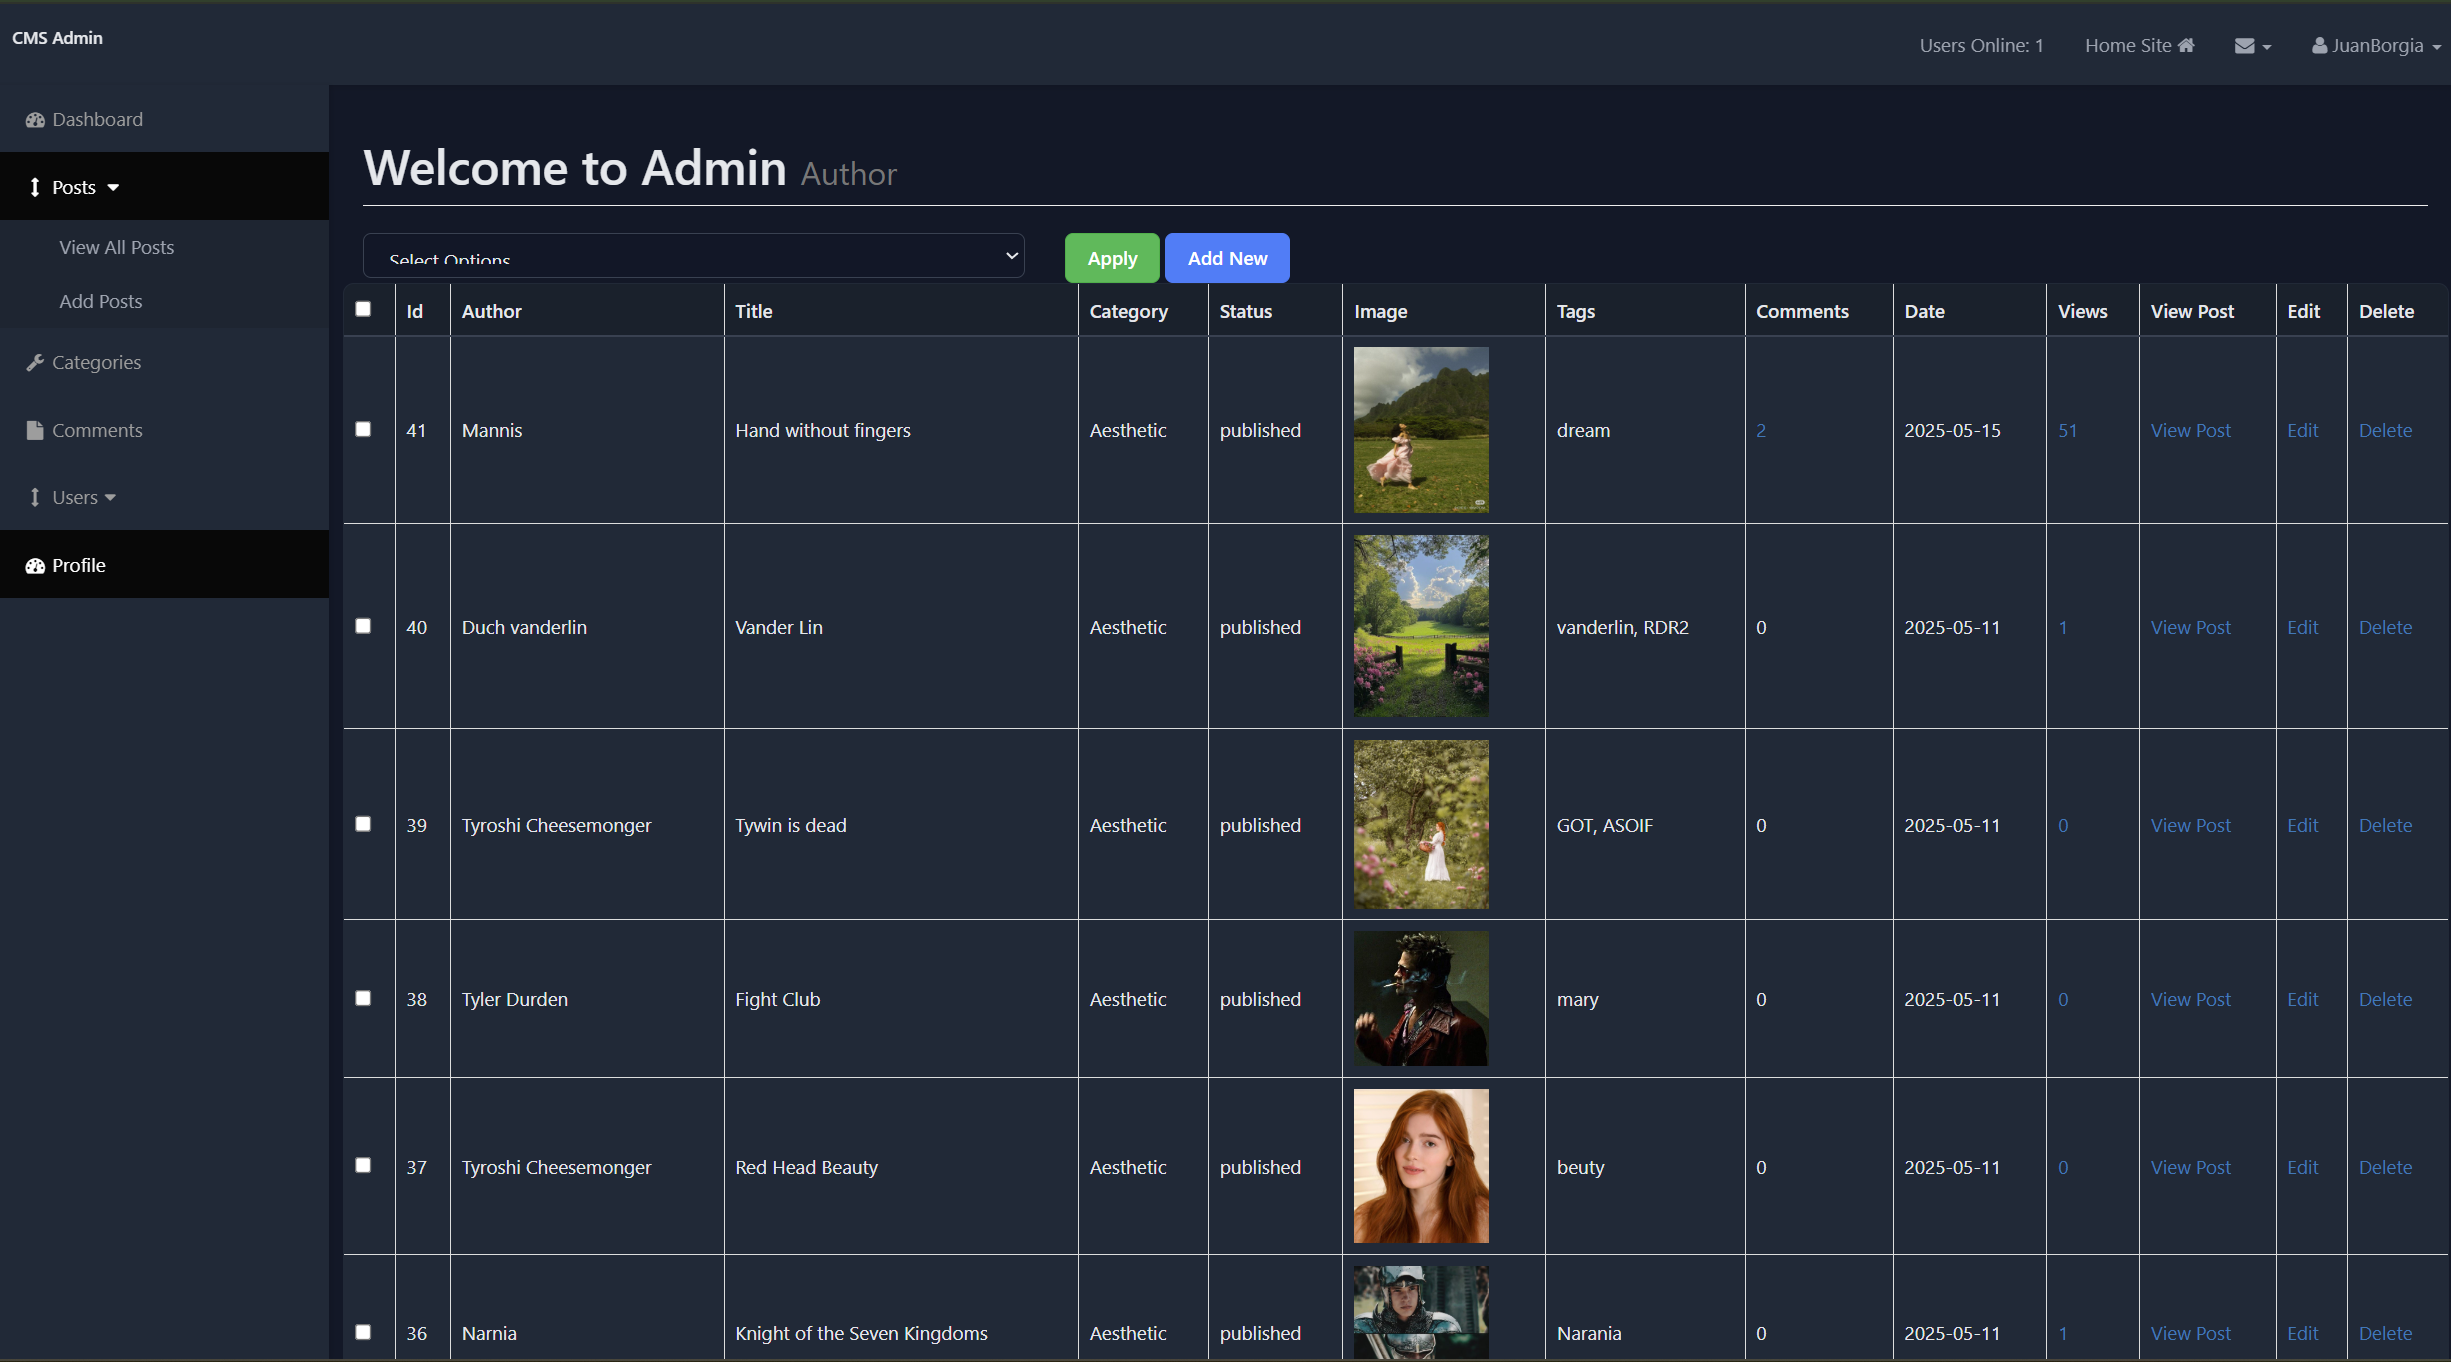 CMS Admin
Users Online: 1 Home Site JuanBorgia
Dashboard
Posts
View All Posts
Add Posts
Categories
Comments
Users
Profile
Welcome to Admin Author
Select Options
Apply Add New
Id Author Title Category Status Image Tags Comments Date Views View Post Edit Delete
41 Mannis Hand without fingers Aesthetic published dream 2 2025-05-15 51 View Post Edit Delete
40 Duch vanderlin Vander Lin Aesthetic published vanderlin, RDR2 0 2025-05-11 1 View Post Edit Delete
39 Tyroshi Cheesemonger Tywin is dead Aesthetic published GOT, ASOIF 0 2025-05-11 0 View Post Edit Delete
38 Tyler Durden Fight Club Aesthetic published mary 0 2025-05-11 0 View Post Edit Delete
37 Tyroshi Cheesemonger Red Head Beauty Aesthetic published beuty 0 2025-05-11 0 View Post Edit Delete
36 Narnia Knight of the Seven Kingdoms Aesthetic published Narania 0 2025-05-11 1 View Post Edit Delete